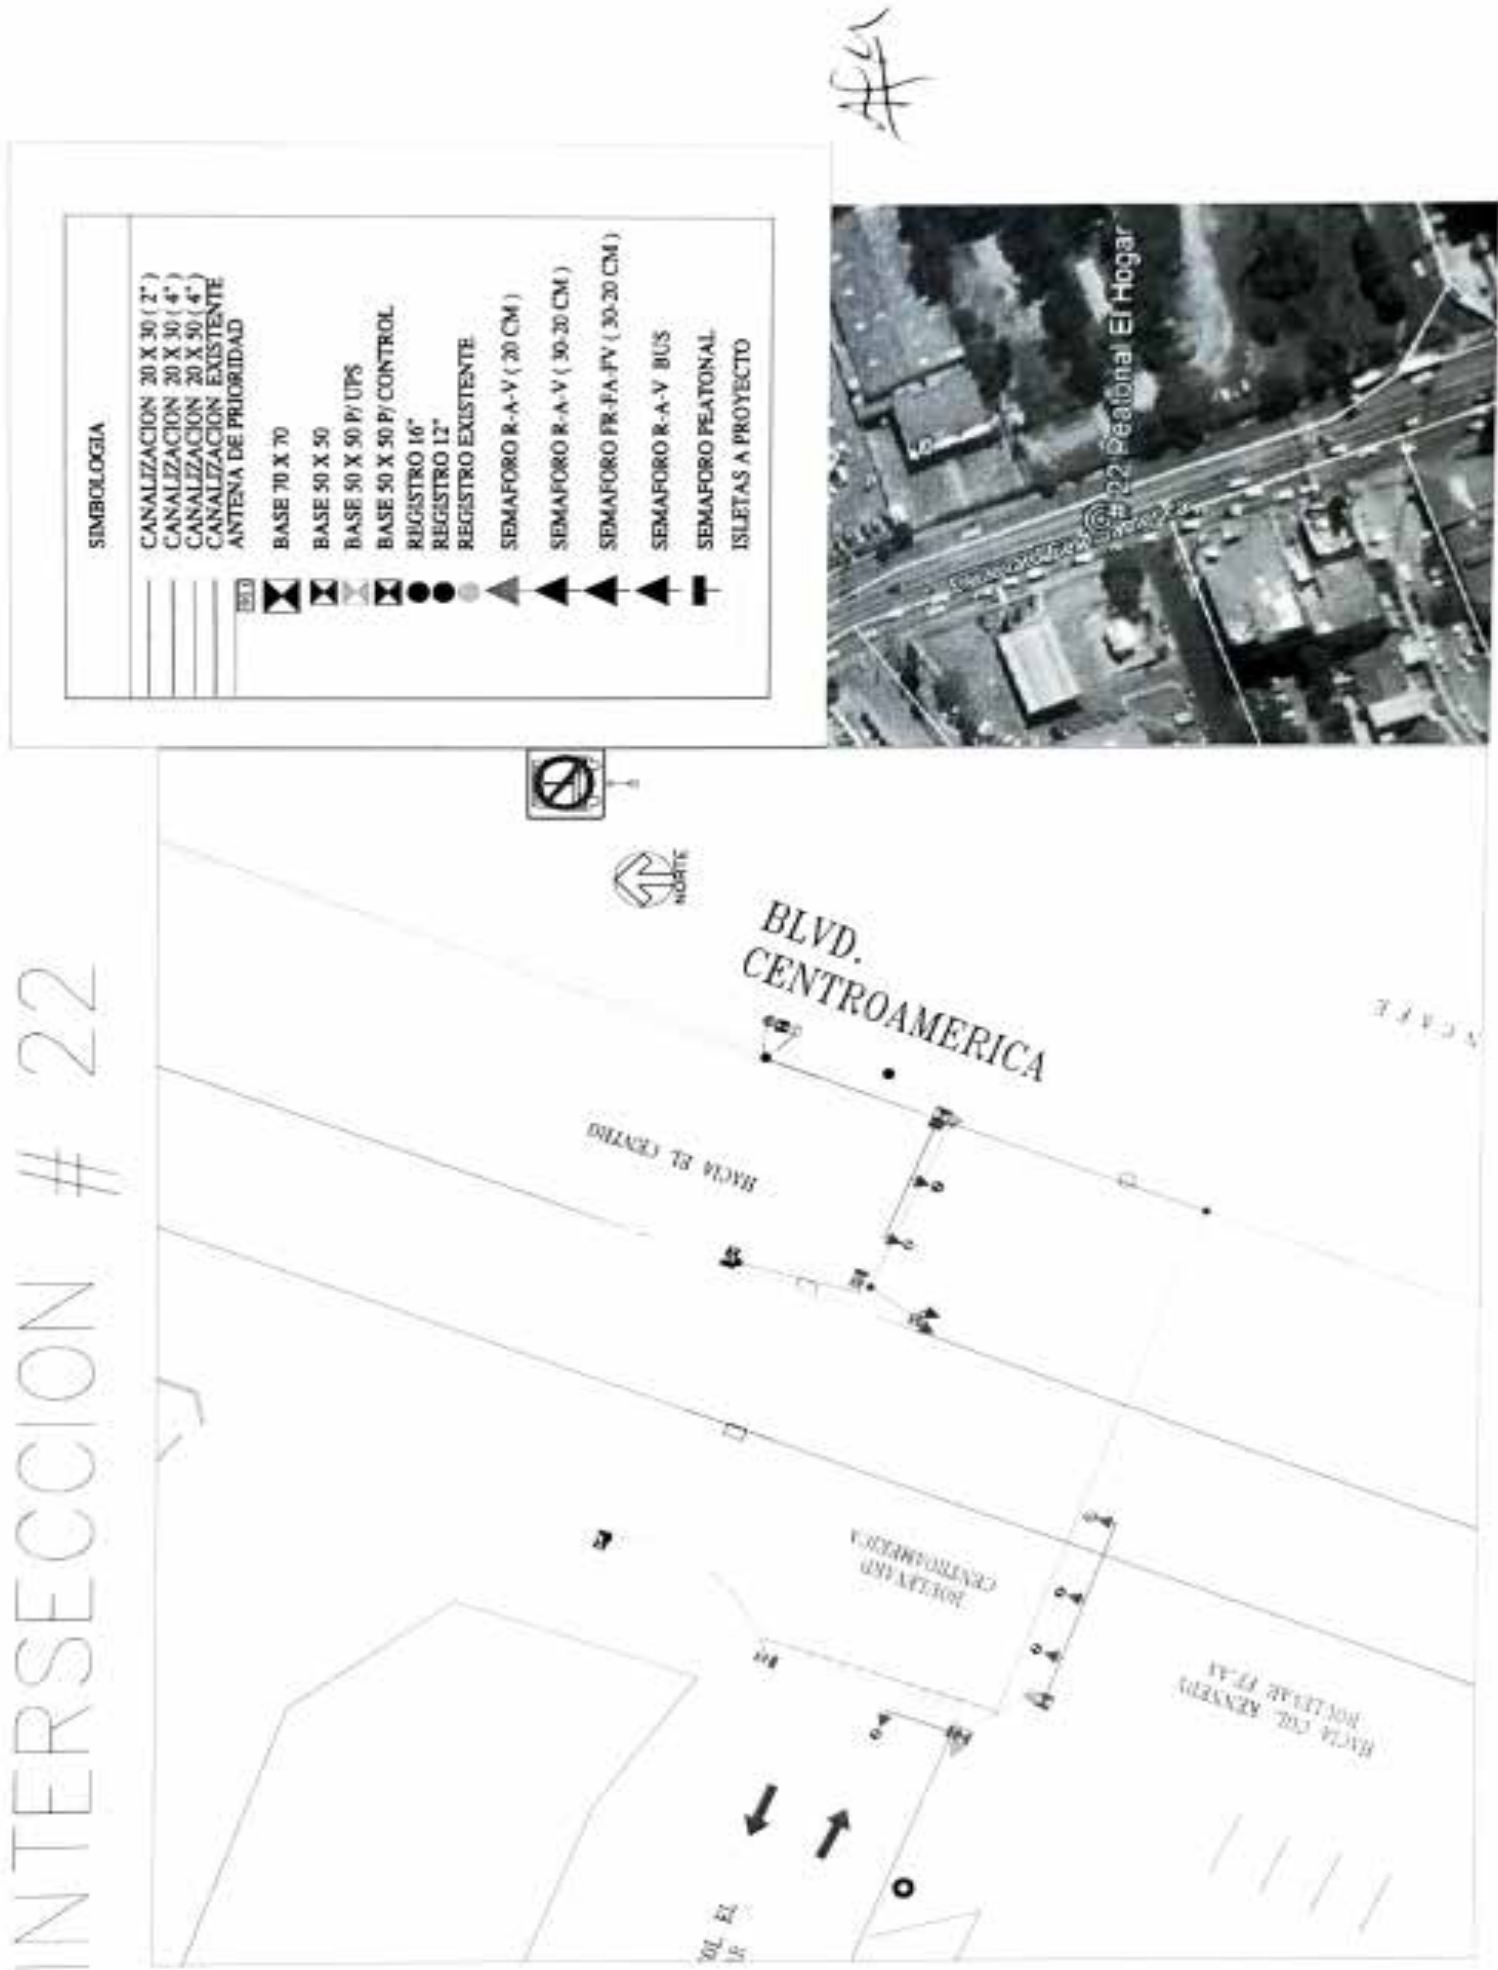 INTERSECCION # 22
SIMBOLOGIA
CANALIZACION 20 X 30 ( 2" )
CANALIZACION 20 X 30 ( 4" )
CANALIZACION 20 X 50 ( 4" )
CANALIZACION EXISTENTE
ANTENA DE PRIORIDAD
BASE 70 X 70
BASE 50 X 50
BASE 50 X 50 P/ UPS
BASE 50 X 50 P/ CONTROL
REGISTRO 16"
REGISTRO 12"
REGISTRO EXISTENTE
SEMAFORO R-A-V ( 20 CM )
SEMAFORO R-A-V ( 30-20 CM )
SEMAFORO FR-FA-FV ( 30-20 CM )
SEMAFORO R-A-V BUS
SEMAFORO PEATONAL
ISLETAS A PROYECTO
NORTE
BLVD.
CENTROAMERICA
HACIA EL CENTRO
BOULEVARD
CENTROAMERICA
HACIA COL. KENNEDY
EL
#22 Peatonal El Hogar